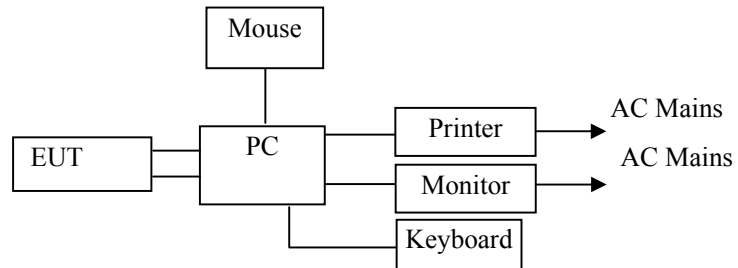 Mouse
AC Mains
Printer
PC
EUT
AC Mains
Monitor
Keyboard